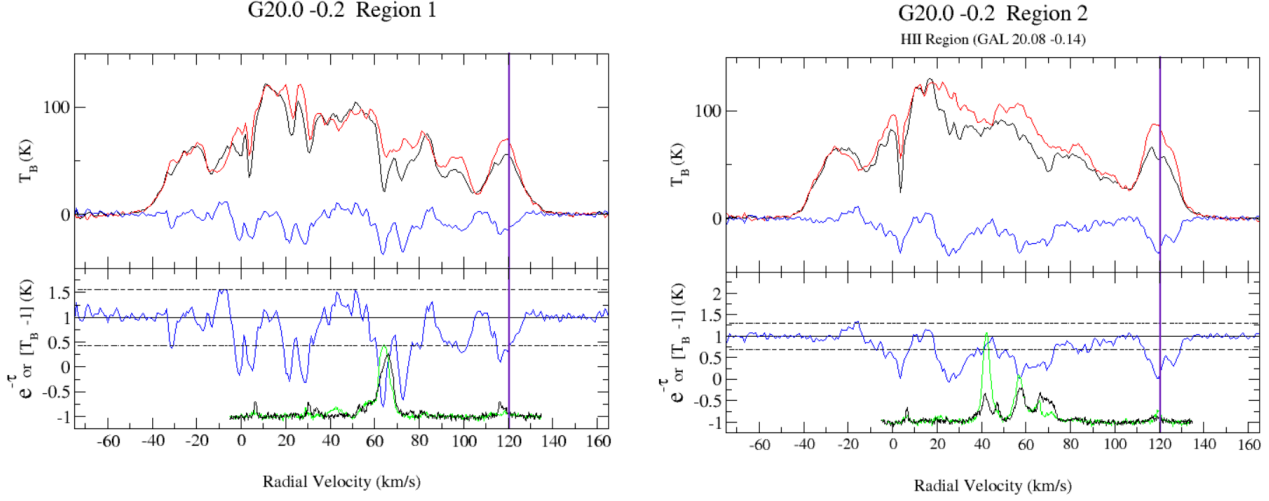 G20.0 -0.2 Region 1
100
0
T_B (K)
1.5
1
0.5
0
-0.5
-1
e^-τ or [T_B -1] (K)
-60 -40 -20 0 20 40 60 80 100 120 140 160
Radial Velocity (km/s)
G20.0 -0.2 Region 2
HII Region (GAL 20.08 -0.14)
100
0
T_B (K)
2
1.5
1
0.5
0
-0.5
-1
e^-τ or [T_B -1] (K)
-60 -40 -20 0 20 40 60 80 100 120 140 160
Radial Velocity (km/s)